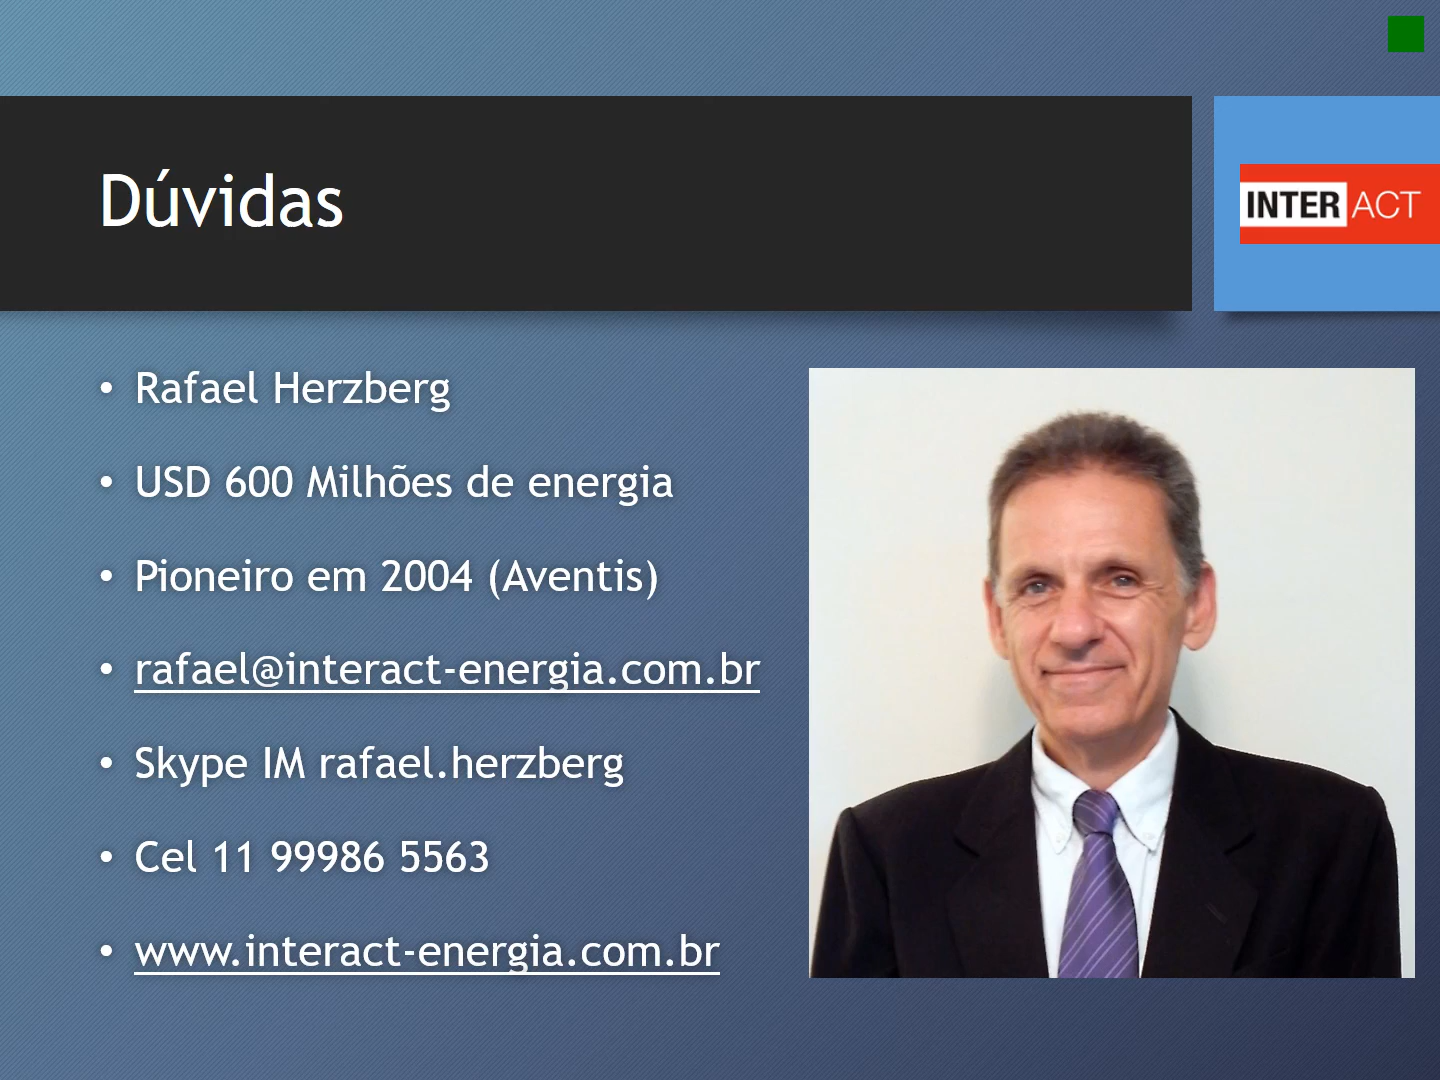 Dúvidas
INTER ACT
• Rafael Herzberg
• USD 600 Milhões de energia
• Pioneiro em 2004 (Aventis)
• rafael@interact-energia.com.br
• Skype IM rafael.herzberg
• Cel 11 99986 5563
• www.interact-energia.com.br